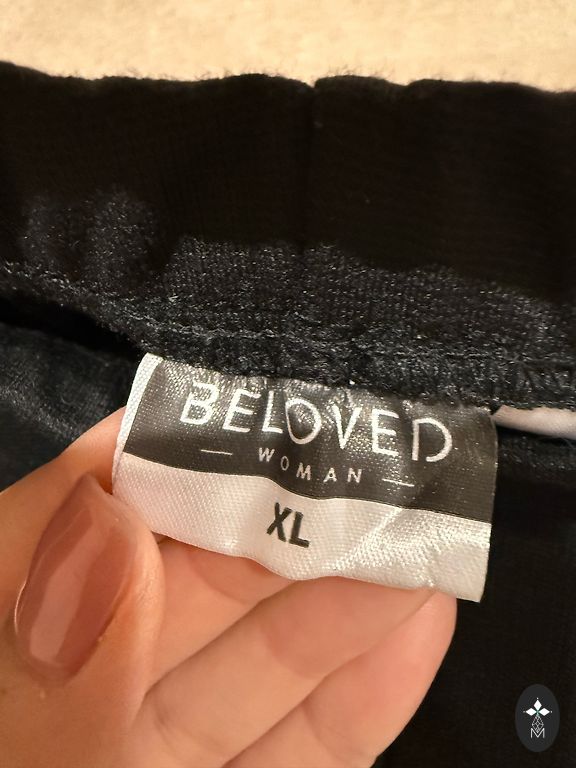 BELOVED
— WOMAN —
XL
M